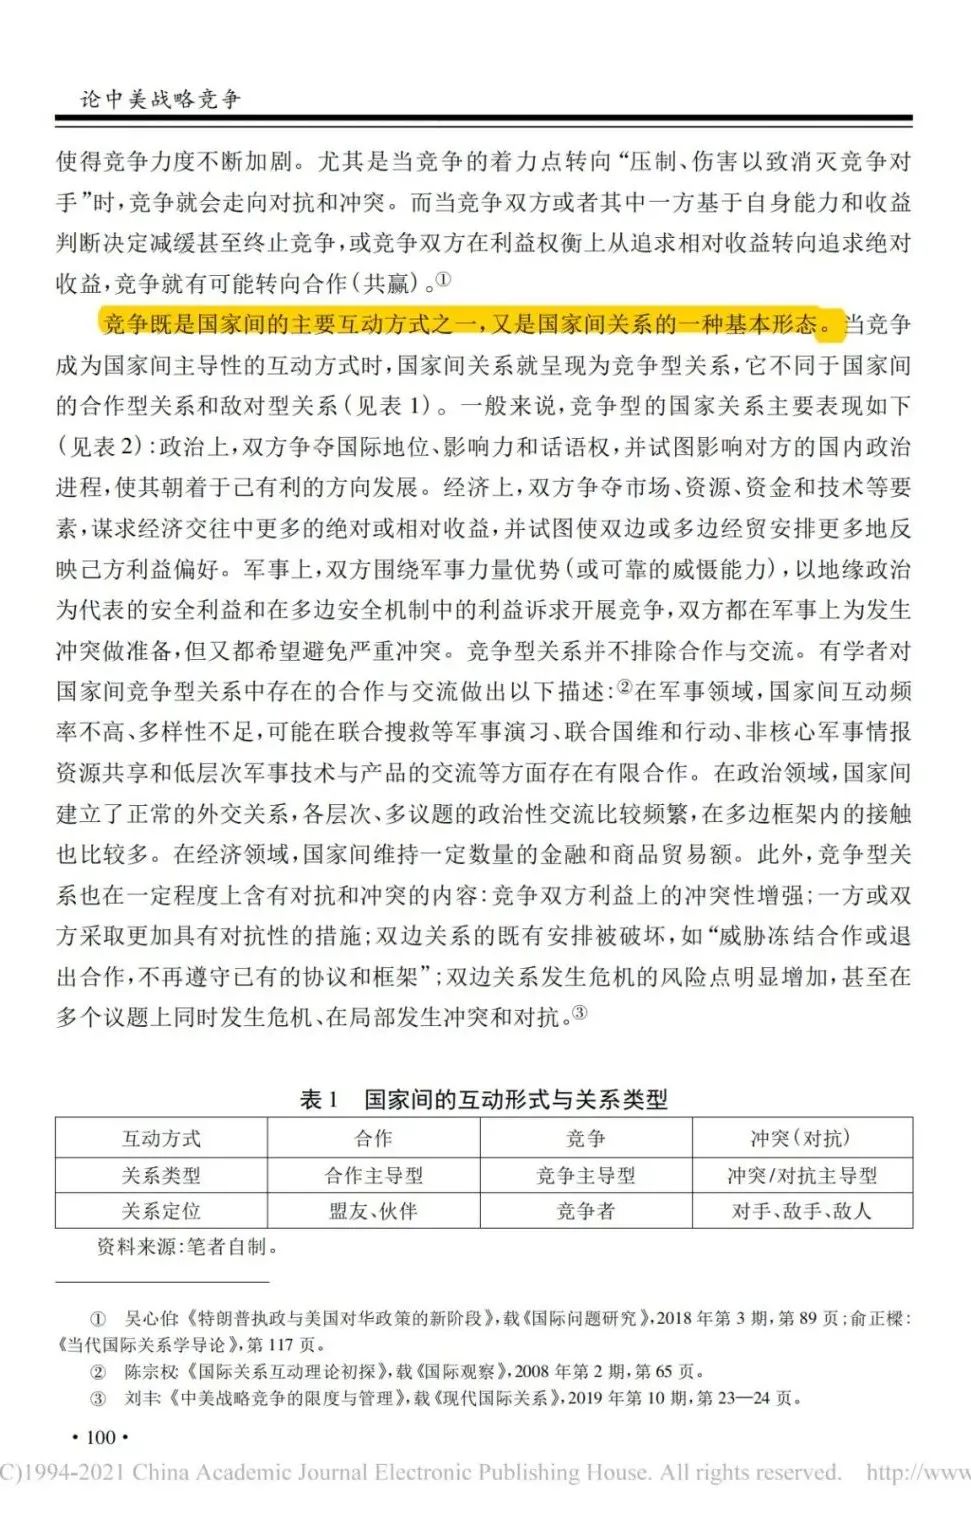 论中美战略竞争
使得竞争力度不断加剧。尤其是当竞争的着力点转向“压制、伤害以致消灭竞争对
手”时，竞争就会走向对抗和冲突。而当竞争双方或者其中一方基于自身能力和收益
判断决定减缓甚至终止竞争，或竞争双方在利益权衡上从追求相对收益转向追求绝对
收益，竞争就有可能转向合作（共赢）。①
竞争既是国家间的主要互动方式之一，又是国家间关系的一种基本形态。当竞争
成为国家间主导性的互动方式时，国家间关系就呈现为竞争型关系，它不同于国家间
的合作型关系和敌对型关系（见表1）。一般来说，竞争型的国家关系主要表现如下
（见表2）：政治上，双方争夺国际地位、影响力和话语权，并试图影响对方的国内政治
进程，使其朝着于己有利的方向发展。经济上，双方争夺市场、资源、资金和技术等要
素，谋求经济交往中更多的绝对或相对收益，并试图使双边或多边经贸安排更多地反
映己方利益偏好。军事上，双方围绕军事力量优势（或可靠的威慑能力），以地缘政治
为代表的安全利益和在多边安全机制中的利益诉求开展竞争，双方都在军事上为发生
冲突做准备，但又都希望避免严重冲突。竞争型关系并不排除合作与交流。有学者对
国家间竞争型关系中存在的合作与交流做出以下描述：②在军事领域，国家间互动频
率不高、多样性不足，可能在联合搜救等军事演习、联合国维和行动、非核心军事情报
资源共享和低层次军事技术与产品的交流等方面存在有限合作。在政治领域，国家间
建立了正常的外交关系，各层次、多议题的政治性交流比较频繁，在多边框架内的接触
也比较多。在经济领域，国家间维持一定数量的金融和商品贸易额。此外，竞争型关
系也在一定程度上含有对抗和冲突的内容：竞争双方利益上的冲突性增强；一方或双
方采取更加具有对抗性的措施；双边关系的既有安排被破坏，如“威胁冻结合作或退
出合作，不再遵守已有的协议和框架”；双边关系发生危机的风险点明显增加，甚至在
多个议题上同时发生危机、在局部发生冲突和对抗。③
表1 国家间的互动形式与关系类型
互动方式 合作 竞争 冲突（对抗）
关系类型 合作主导型 竞争主导型 冲突/对抗主导型
关系定位 盟友、伙伴 竞争者 对手、敌手、敌人
资料来源：笔者自制。
① 吴心伯：《特朗普执政与美国对华政策的新阶段》，载《国际问题研究》，2018年第3期，第89页；俞正樑：
《当代国际关系学导论》，第117页。
② 陈宗权：《国际关系互动理论初探》，载《国际观察》，2008年第2期，第65页。
③ 刘丰：《中美战略竞争的限度与管理》，载《现代国际关系》，2019年第10期，第23—24页。
·100·
C)1994-2021 China Academic Journal Electronic Publishing House. All rights reserved. http://www